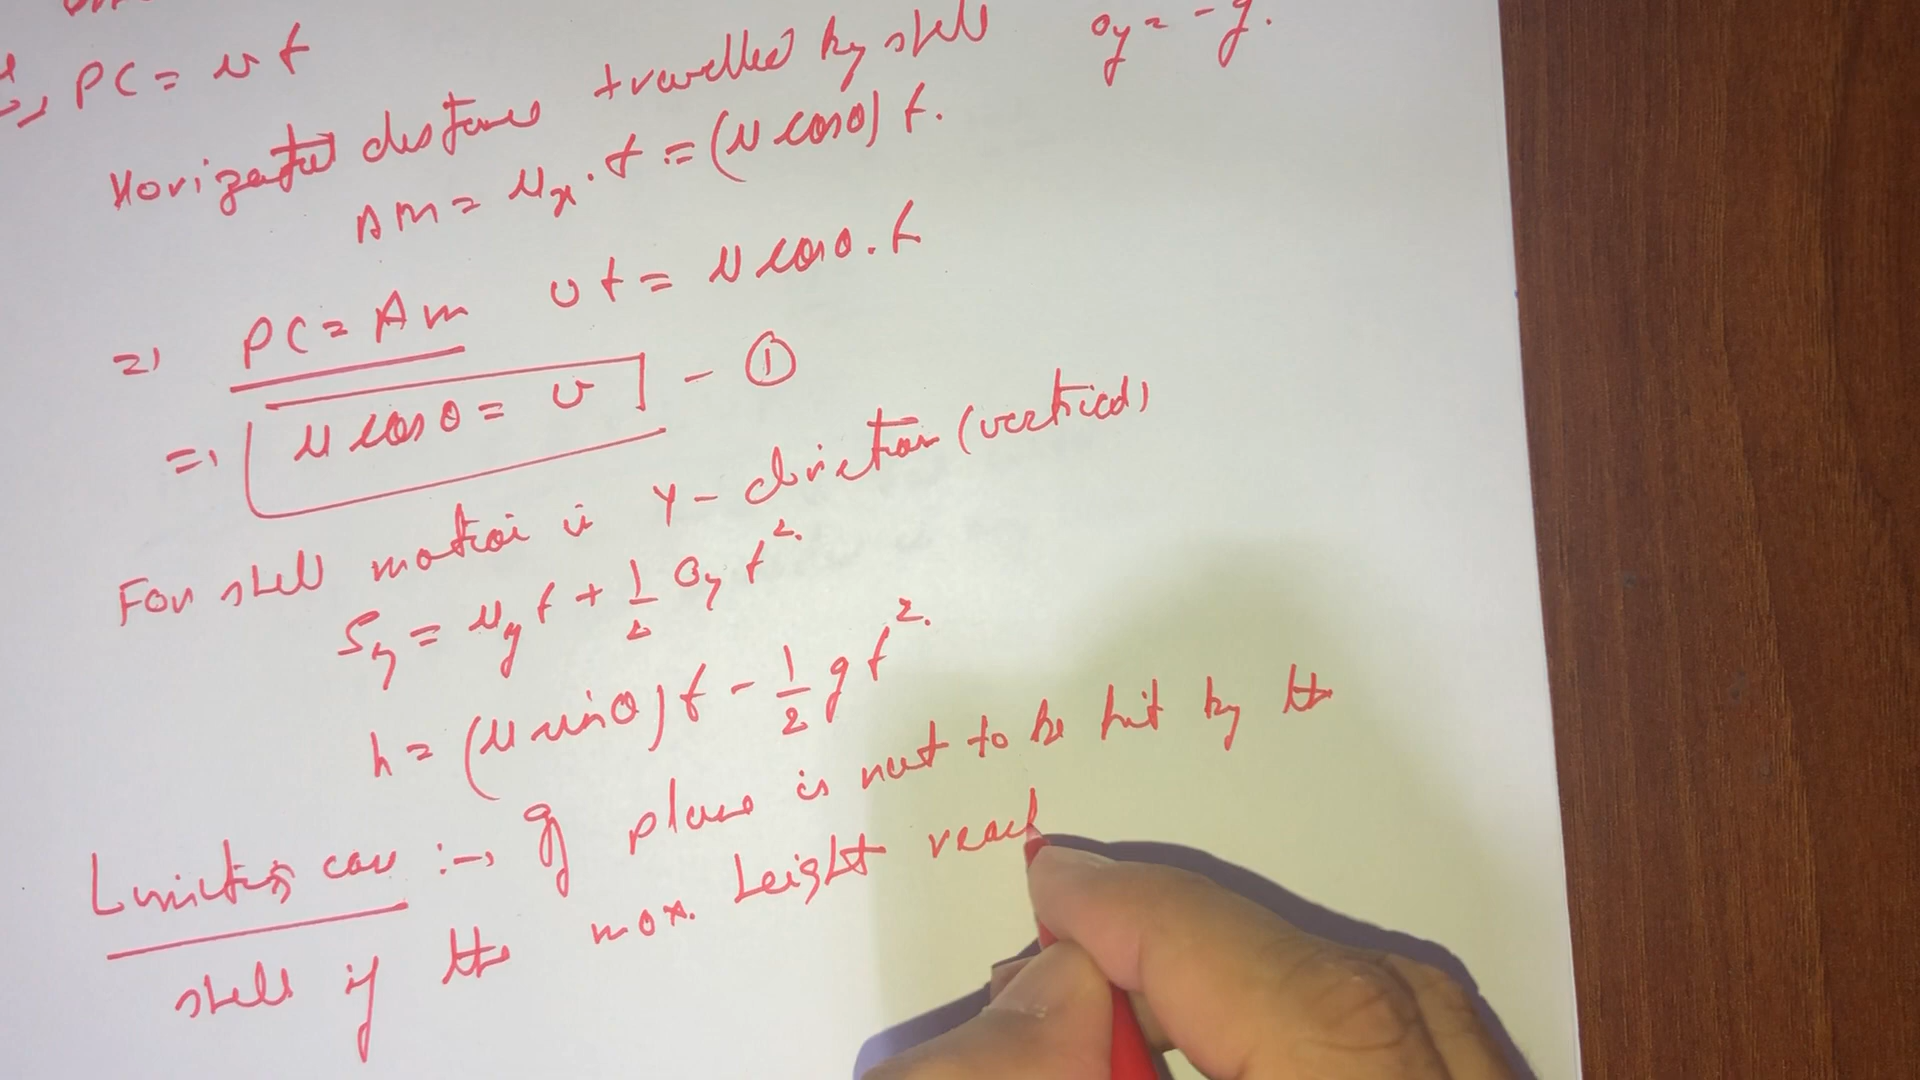 PC = vt
Horizontal distance travelled by shell
ay = -g.
AM = ux . t = (u cosθ) t.
=> PC = AM vt = u cosθ . t
=> u cosθ = v - ①
For shell motion in Y - direction (vertical)
Sy = uy t + 1/2 ay t².
h = (u sinθ) t - 1/2 g t².
Limiting case :-> If plane is not to be hit by the
shell if the max. height reach